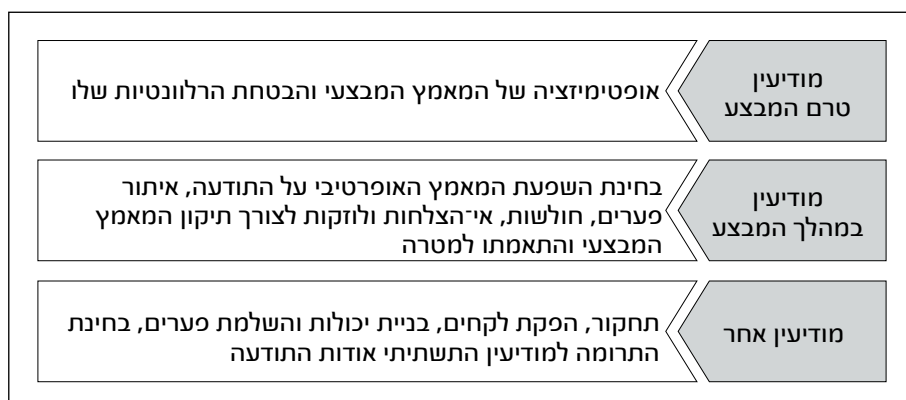 מודיעין
טרם המבצע
אופטימיזציה של המאמץ המבצעי והבטחת הרלוונטיות שלו
מודיעין
במהלך המבצע
בחינת השפעת המאמץ האופרטיבי על התודעה, איתור
פערים, חולשות, אי־הצלחות ולוזקות לצורך תיקון המאמץ
המבצעי והתאמתו למטרה
מודיעין אחר
תחקור, הפקת לקחים, בניית יכולות והשלמת פערים, בחינת
התרומה למודיעין התשתיתי אודות התודעה